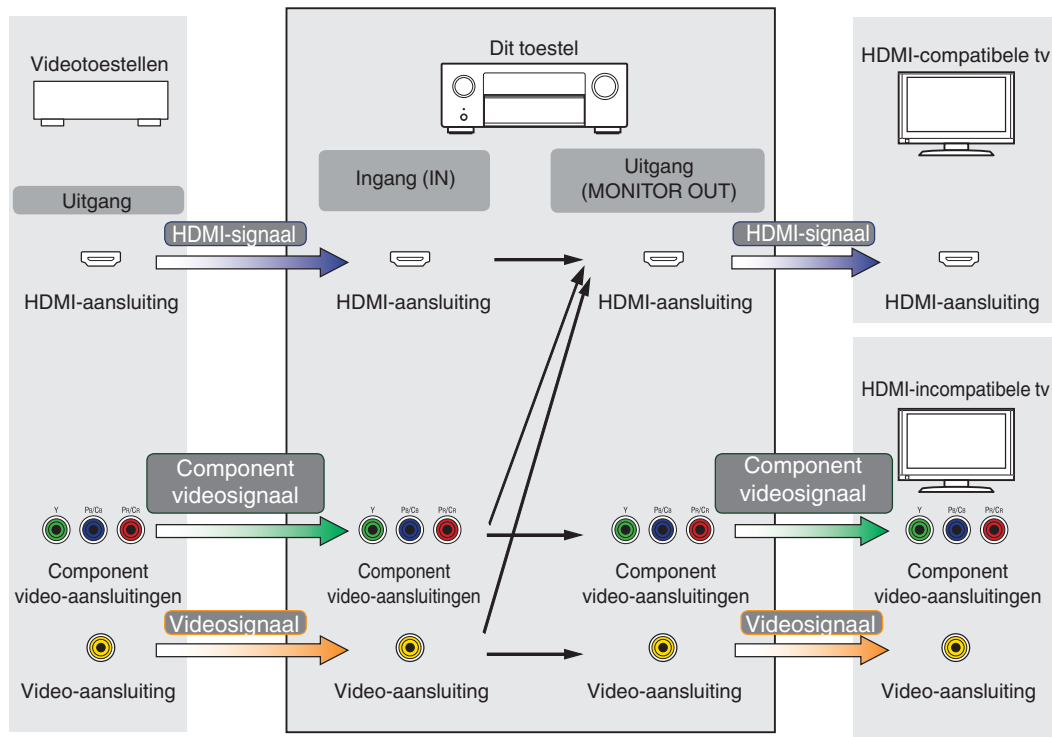 Videotoestellen
Dit toestel
HDMI-compatibele tv
Uitgang
Ingang (IN)
Uitgang
(MONITOR OUT)
HDMI-signaal
HDMI-signaal
HDMI-aansluiting
HDMI-aansluiting
HDMI-aansluiting
HDMI-aansluiting
HDMI-incompatibele tv
Component
videosignaal
Component
videosignaal
Y PB/CB PR/CR
Y PB/CB PR/CR
Y PB/CB PR/CR
Y PB/CB PR/CR
Component
video-aansluitingen
Component
video-aansluitingen
Component
video-aansluitingen
Component
video-aansluitingen
Videosignaal
Videosignaal
Video-aansluiting
Video-aansluiting
Video-aansluiting
Video-aansluiting